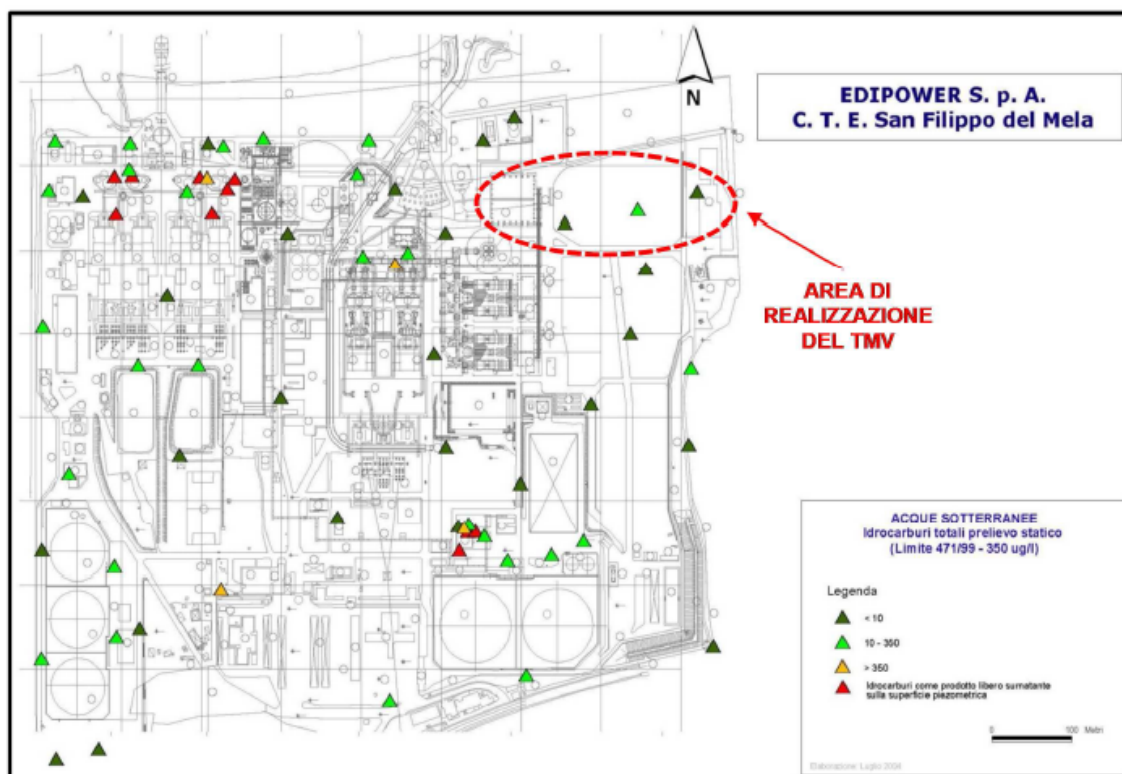 N
EDIPOWER S. p. A.
C. T. E. San Filippo del Mela
AREA DI
REALIZZAZIONE
DEL TMV
ACQUE SOTTERRANEE
Idrocarburi totali prelievo statico
(Limite 471/99 - 350 ug/l)
Legenda
< 10
10 - 350
> 350
Idrocarburi come prodotto libero surnatante
sulla superficie piezometrica
0 100 Metri
Elaborazione: Luglio